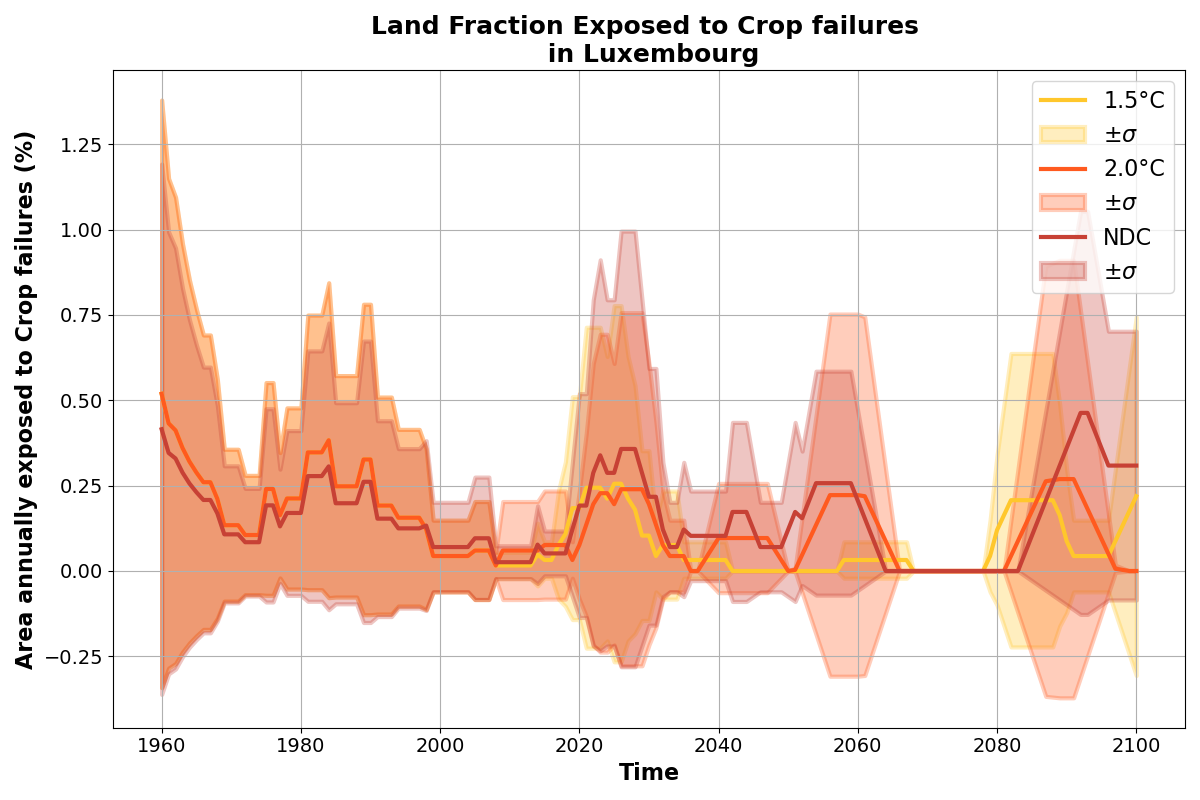 Land Fraction Exposed to Crop failures
in Luxembourg
Area annually exposed to Crop failures (%)
1.25
1.00
0.75
0.50
0.25
0.00
−0.25
1960
1980
2000
2020
2040
2060
2080
2100
Time
1.5°C
±σ
2.0°C
±σ
NDC
±σ